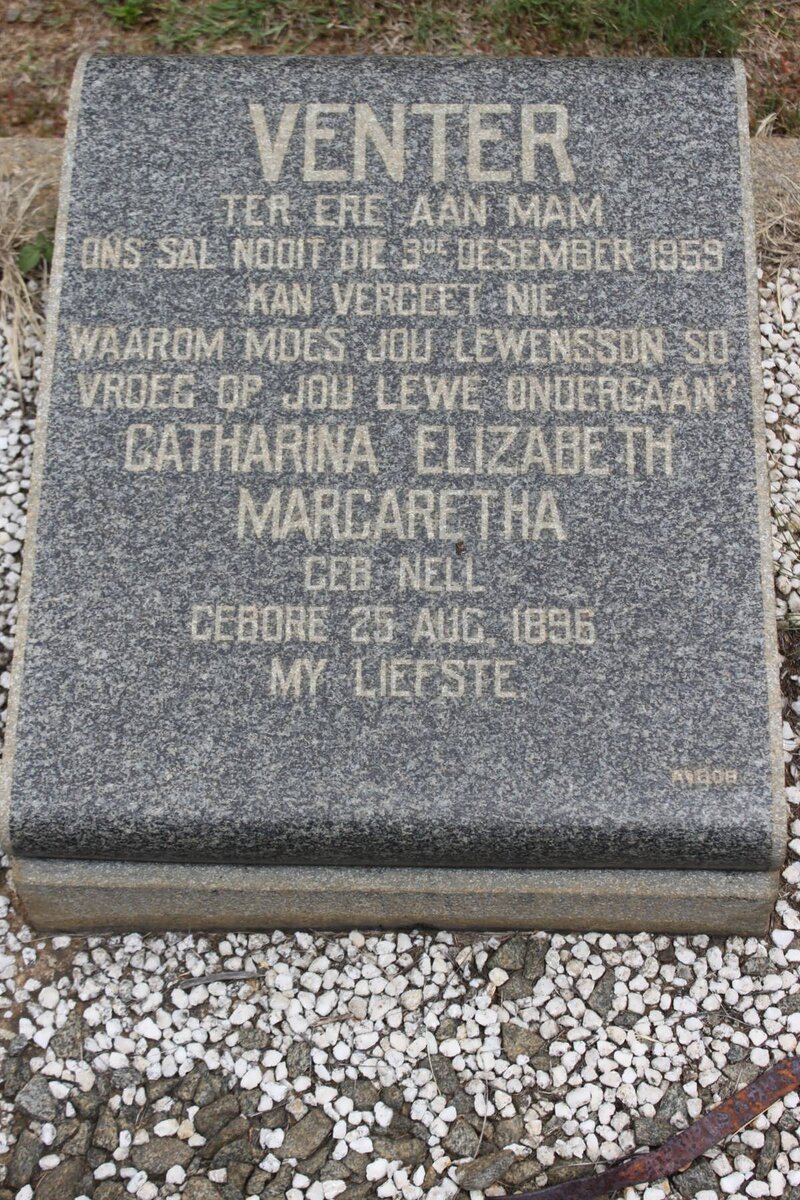 VENTER
TER ERE AAN MAM
ONS SAL NOOIT DIE 3DE DESEMBER 1959
KAN VERGEET NIE.
WAAROM MOES JOU LEWENSSON SO
VROEG OP JOU LEWE ONDERGAAN?
CATHARINA ELIZABETH
MARGARETHA
GEB NELL
GEBORE 25 AUG. 1896
MY LIEFSTE.
AVBOB